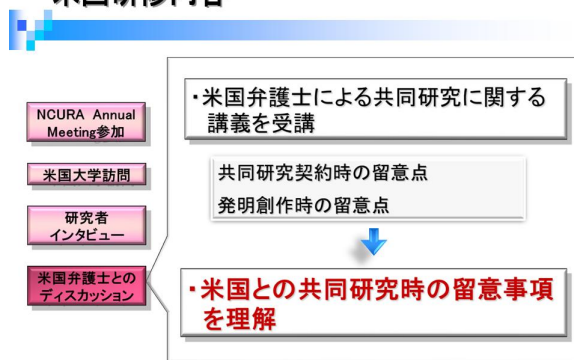 米国研修内容
NCURA Annual
Meeting参加
米国大学訪問
研究者
インタビュー
米国弁護士との
ディスカッション
・米国弁護士による共同研究に関する
講義を受講
共同研究契約時の留意点
発明創作時の留意点
・米国との共同研究時の留意事項
を理解